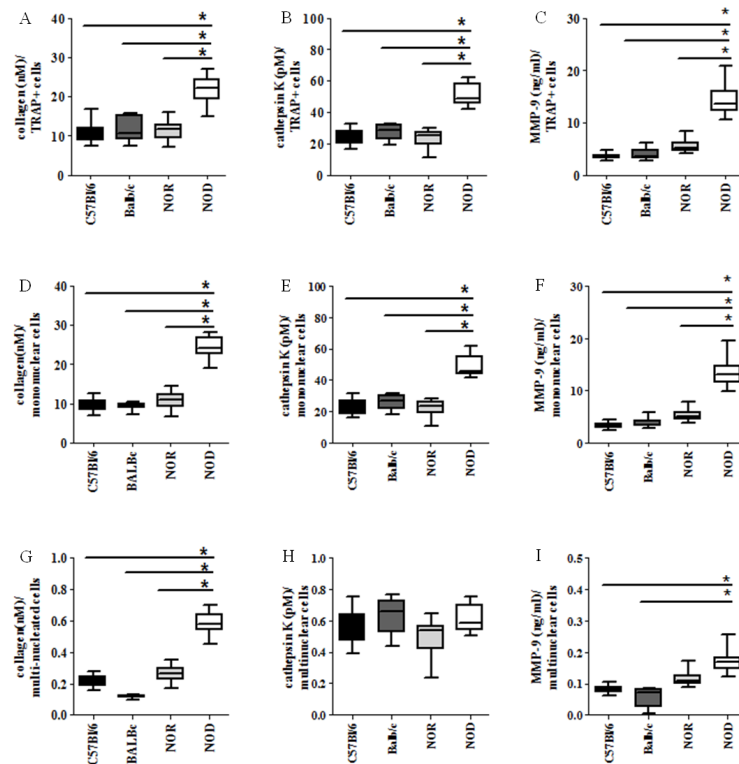 A
collagen(nM)/
TRAP+ cells
40
30
20
10
0
*
*
*
C57Bl/6
Balb/c
NOR
NOD
B
cathepsin K (pM)/
TRAP+ cells
100
80
60
40
20
0
*
*
*
C57Bl/6
Balb/c
NOR
NOD
C
MMP-9 (ng/ml)/
TRAP+ cells
30
20
10
0
*
*
*
C57Bl/6
Balb/c
NOR
NOD
D
collagen(nM)/
mononuclear cells
40
30
20
10
0
*
*
*
C57Bl/6
BALBc
NOR
NOD
E
cathepsin K (pM)/
mononuclear cells
100
80
60
40
20
0
*
*
*
C57Bl/6
Balb/c
NOR
NOD
F
MMP-9 (ng/ml)/
mononuclear cells
30
20
10
0
*
*
*
C57Bl/6
Balb/c
NOR
NOD
G
collagen(nM)/
multi-nucleated cells
1.0
0.8
0.6
0.4
0.2
0.0
*
*
*
C57Bl/6
BALBc
NOR
NOD
H
cathepsin K (pM)/
multinuclear cells
1.0
0.8
0.6
0.4
0.2
0.0
C57Bl/6
Balb/c
NOR
NOD
I
MMP-9 (ng/ml)/
multinuclear cells
0.5
0.4
0.3
0.2
0.1
0.0
*
*
C57Bl/6
Balb/c
NOR
NOD